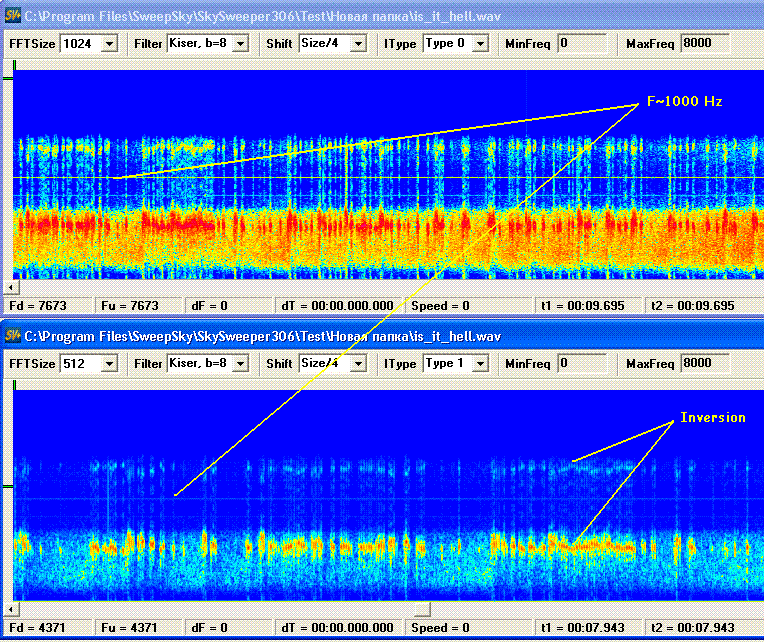 SV+ C:\Program Files\SweepSky\SkySweeper306\Test\Новая папка\is_it_hell.wav
FFTSize 1024 Filter Kiser, b=8 Shift Size/4 IType Type 0 MinFreq 0 MaxFreq 8000
F~1000 Hz
Fd = 7673 Fu = 7673 dF = 0 dT = 00:00.000.000 Speed = 0 t1 = 00:09.695 t2 = 00:09.695
SV+ C:\Program Files\SweepSky\SkySweeper306\Test\Новая папка\is_it_hell.wav
FFTSize 512 Filter Kiser, b=8 Shift Size/4 IType Type 1 MinFreq 0 MaxFreq 8000
Inversion
Fd = 4371 Fu = 4371 dF = 0 dT = 00:00.000.000 Speed = 0 t1 = 00:07.943 t2 = 00:07.943